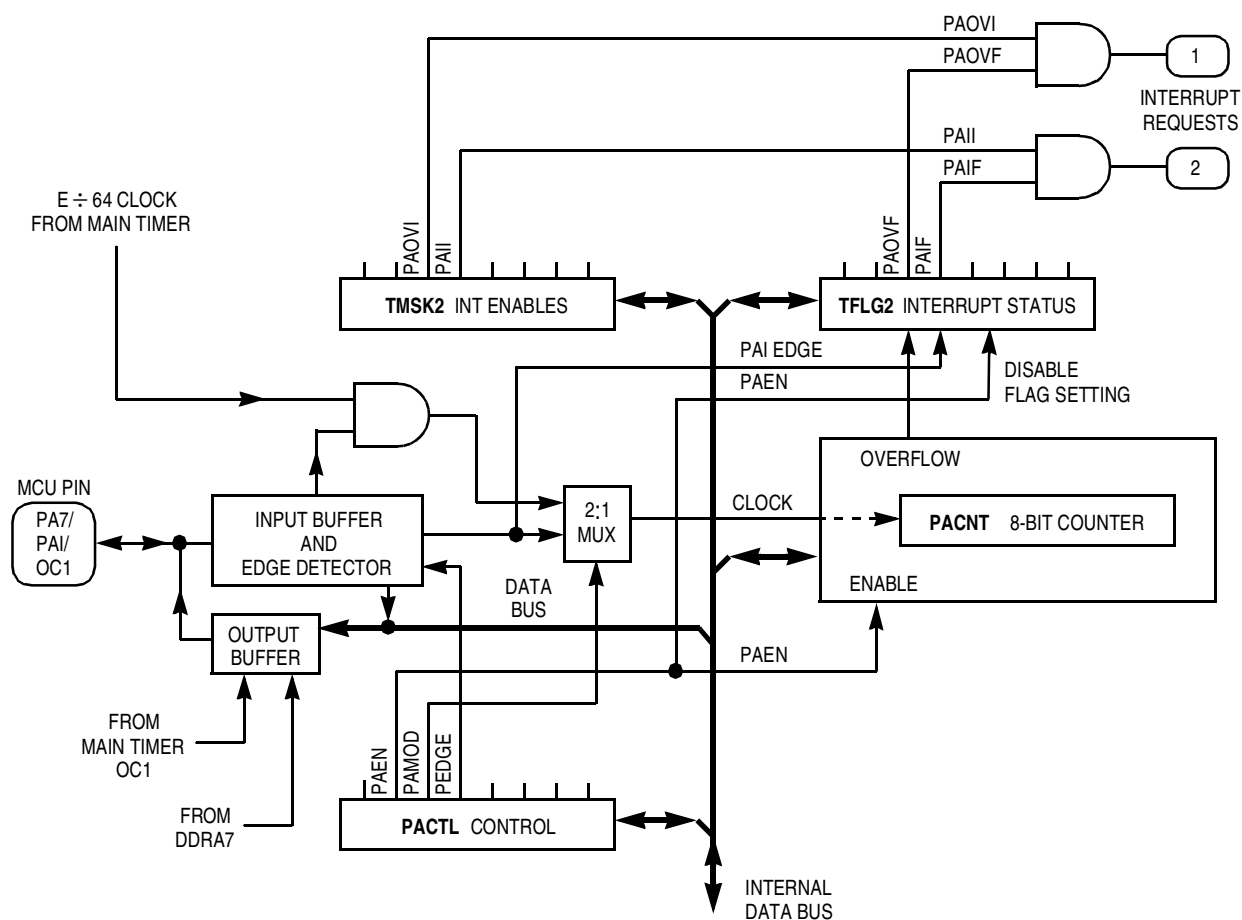 PAOVI
PAOVF
1
INTERRUPT
REQUESTS
PAII
PAIF
2
E ÷ 64 CLOCK
FROM MAIN TIMER
PAOVI
PAII
PAOVF
PAIF
TMSK2 INT ENABLES
TFLG2 INTERRUPT STATUS
PAI EDGE
PAEN
DISABLE
FLAG SETTING
OVERFLOW
MCU PIN
PA7/
PAI/
OC1
INPUT BUFFER
AND
EDGE DETECTOR
2:1
MUX
CLOCK
PACNT 8-BIT COUNTER
ENABLE
DATA
BUS
OUTPUT
BUFFER
PAEN
FROM
MAIN TIMER
OC1
FROM
DDRA7
PAEN
PAMOD
PEDGE
PACTL CONTROL
INTERNAL
DATA BUS